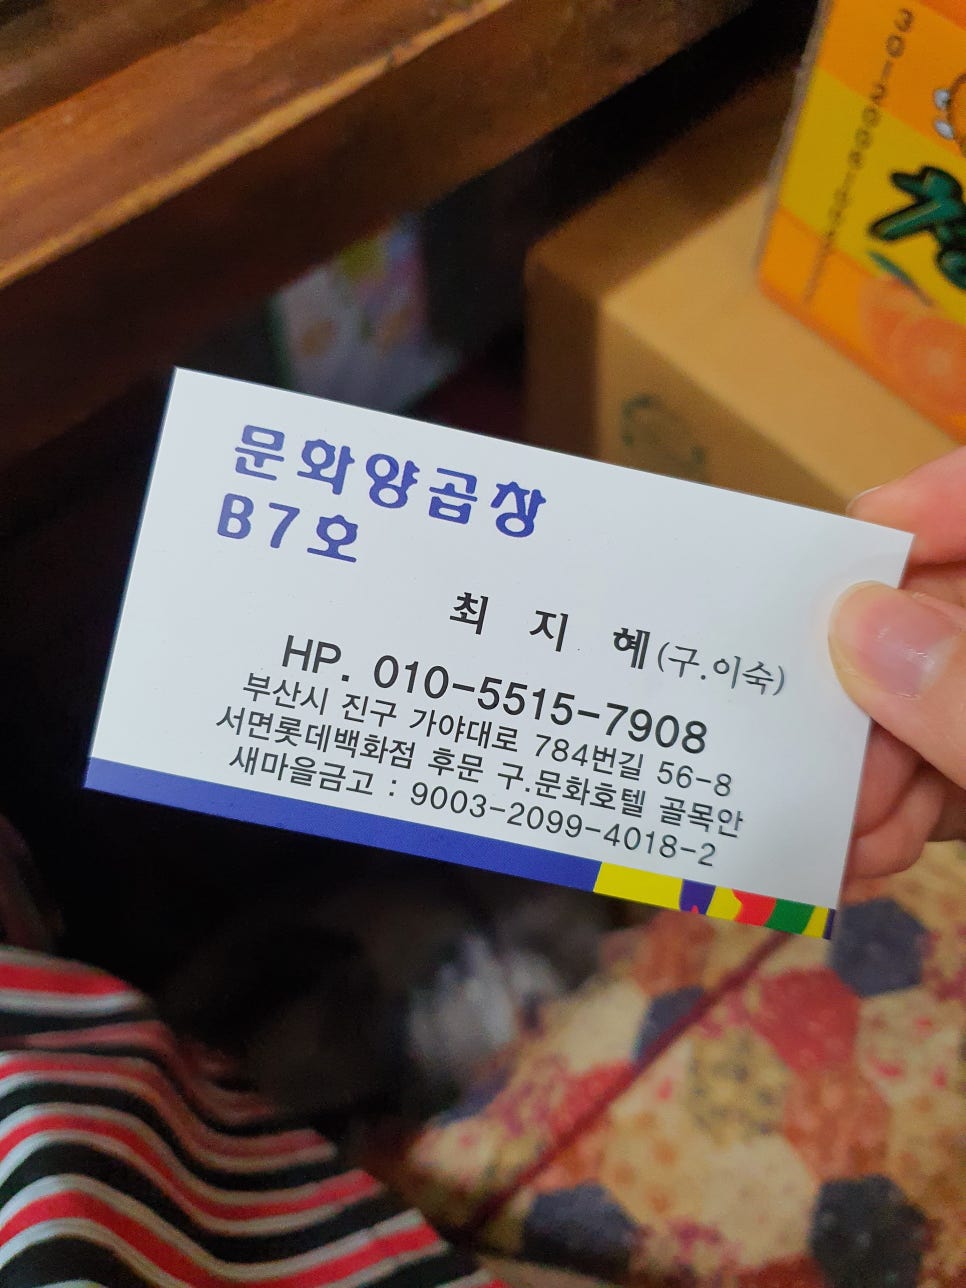 문화양곱창
B7호
최 지 혜(구.이숙)
HP. 010-5515-7908
부산시 진구 가야대로 784번길 56-8
서면롯데백화점 후문 구.문화호텔 골목안
새마을금고 : 9003-2099-4018-2